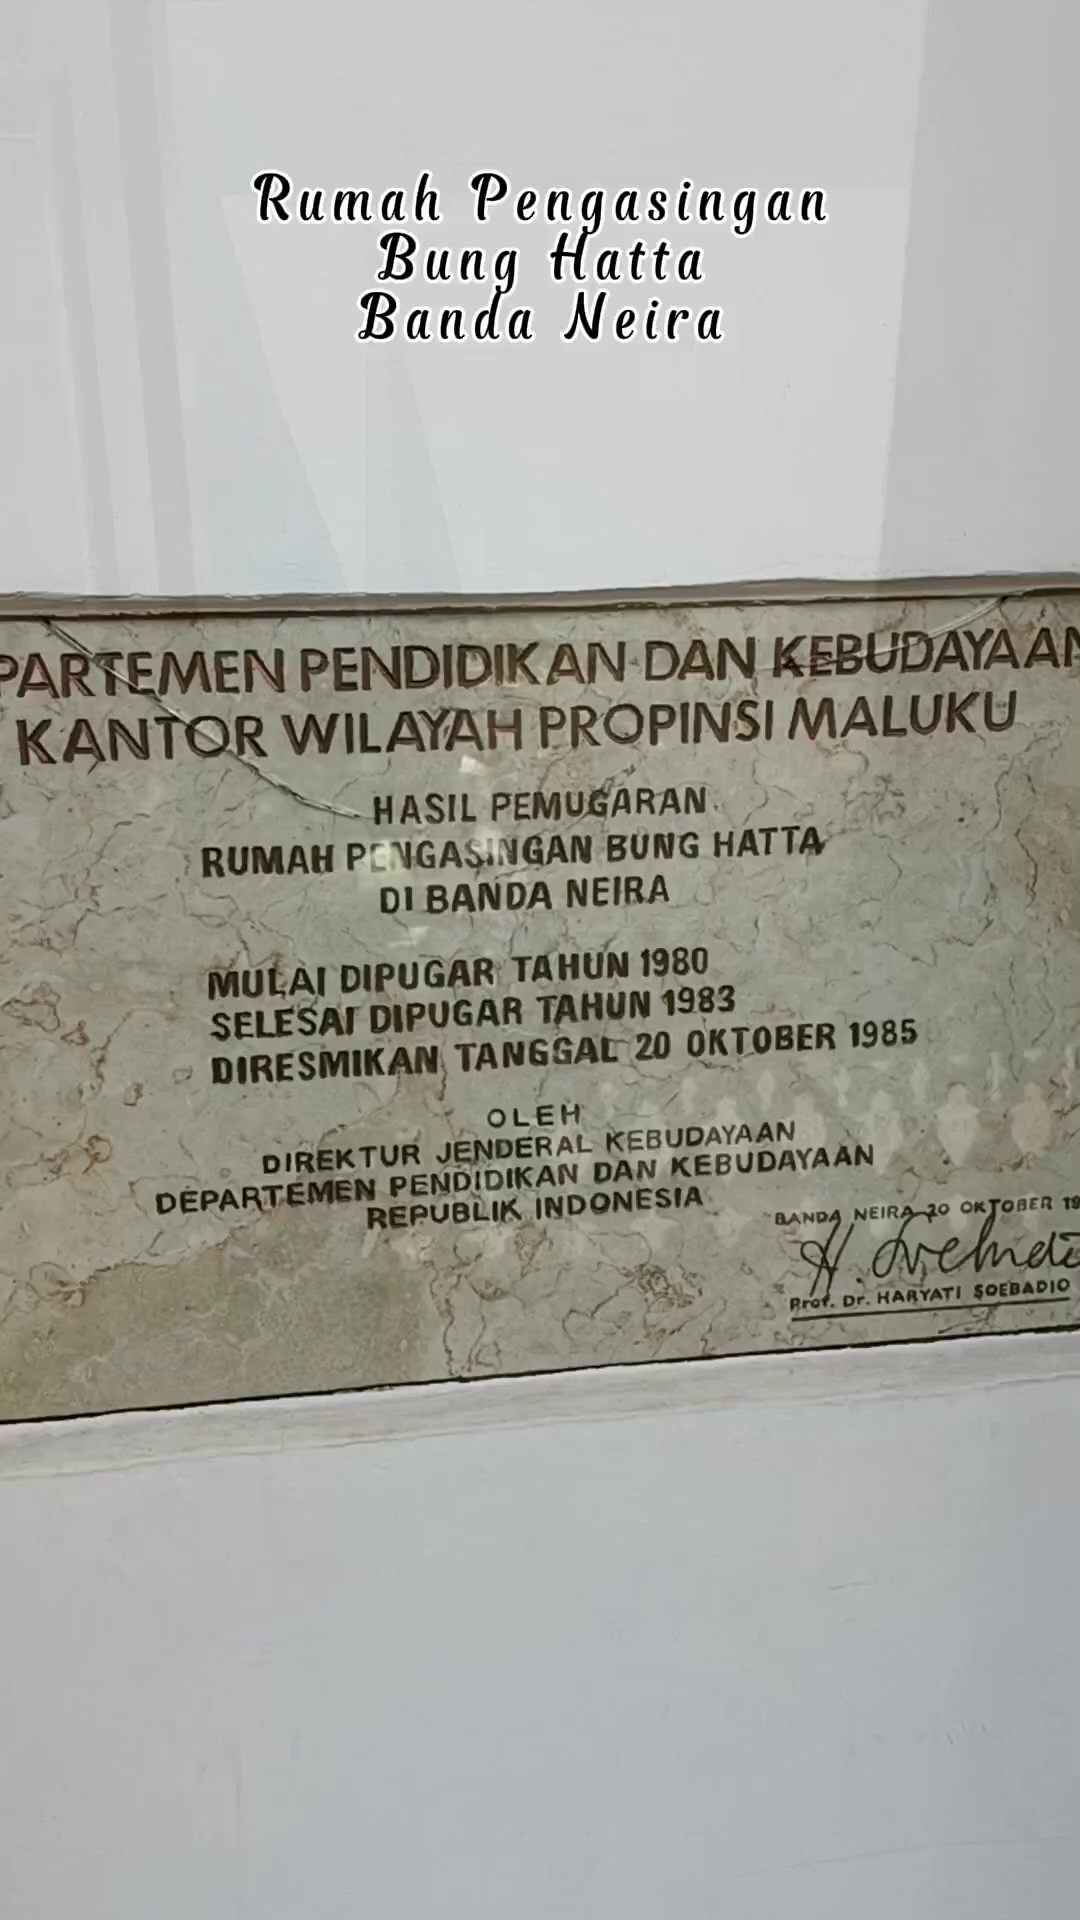 Rumah Pengasingan
Bung Hatta
Banda Neira
PARTEMEN PENDIDIKAN DAN KEBUDAYAAN
KANTOR WILAYAH PROPINSI MALUKU
HASIL PEMUGARAN
RUMAH PENGASINGAN BUNG HATTA
DI BANDA NEIRA
MULAI DIPUGAR TAHUN 1980
SELESAI DIPUGAR TAHUN 1983
DIRESMIKAN TANGGAL 20 OKTOBER 1985
OLEH
DIREKTUR JENDERAL KEBUDAYAAN
DEPARTEMEN PENDIDIKAN DAN KEBUDAYAAN
REPUBLIK INDONESIA
BANDA NEIRA 20 OKTOBER 19
Prof. Dr. HARYATI SOEBADIO